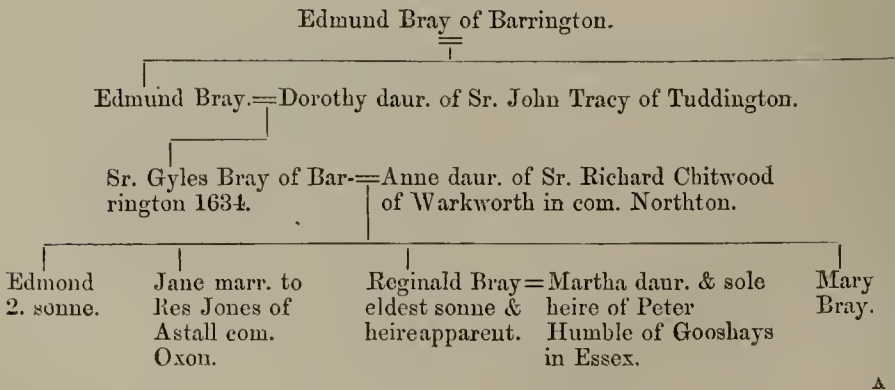 Edmund Bray of Barrington.
Edmund Bray.=Dorothy daur. of Sr. John Tracy of Tuddington.
Sr. Gyles Bray of Bar-=Anne daur. of Sr. Richard Chitwood
rington 1634. of Warkworth in com. Northton.
Edmond Jane marr. to Reginald Bray=Martha daur. & sole Mary
2. sonne. Res Jones of eldest sonne & heire of Peter Bray.
Astall com. heire apparent. Humble of Gooshays
Oxon. in Essex.
A